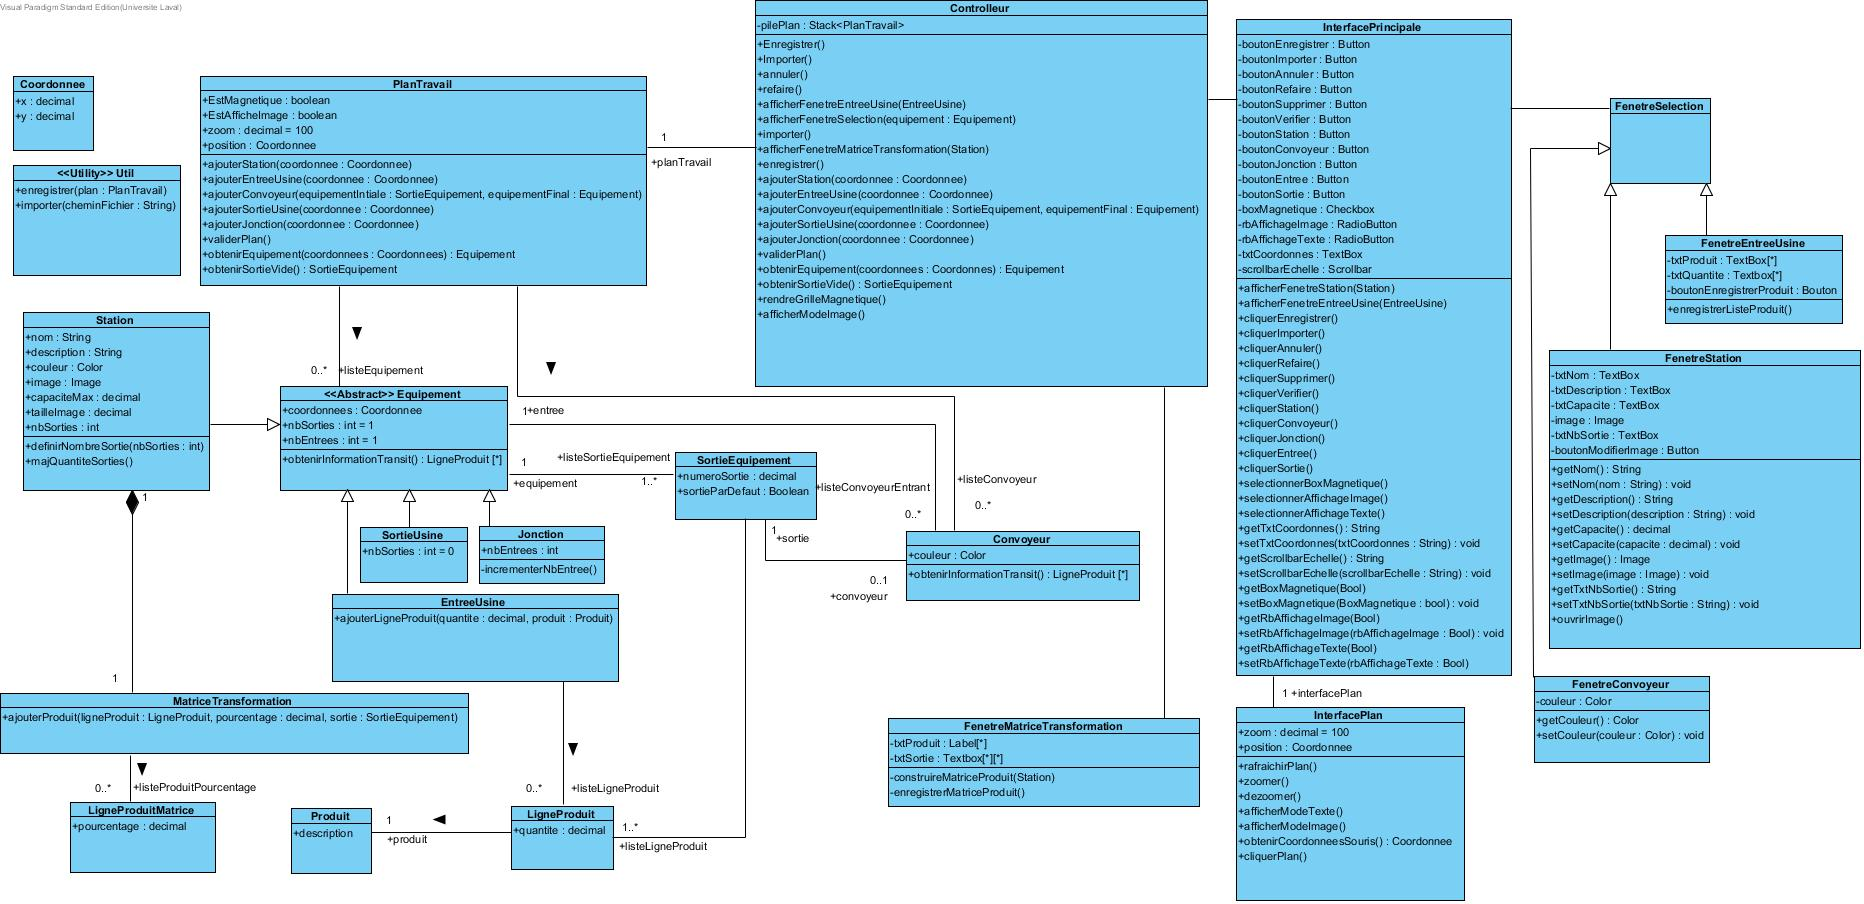 Visual Paradigm Standard Edition(Universite Laval)
Coordonnee
+x : decimal
+y : decimal
<<Utility>> Util
+enregistrer(plan : PlanTravail)
+importer(cheminFichier : String)
PlanTravail
+EstMagnetique : boolean
+EstAfficheImage : boolean
+zoom : decimal = 100
+position : Coordonnee
+ajouterStation(coordonnee : Coordonnee)
+ajouterEntreeUsine(coordonnee : Coordonnee)
+ajouterConvoyeur(equipementIntiale : SortieEquipement, equipementFinal : Equipement)
+ajouterSortieUsine(coordonnee : Coordonnee)
+ajouterJonction(coordonnee : Coordonnee)
+validerPlan()
+obtenirEquipement(coordonnees : Coordonnees) : Equipement
+obtenirSortieVide() : SortieEquipement
1
+planTravail
Controlleur
-pilePlan : Stack<PlanTravail>
+Enregistrer()
+Importer()
+annuler()
+refaire()
+afficherFenetreEntreeUsine(EntreeUsine)
+afficherFenetreSelection(equipement : Equipement)
+importer()
+afficherFenetreMatriceTransformation(Station)
+enregistrer()
+ajouterStation(coordonnee : Coordonnee)
+ajouterEntreeUsine(coordonnee : Coordonnee)
+ajouterConvoyeur(equipementInitiale : SortieEquipement, equipementFinal : Equipement)
+ajouterSortieUsine(coordonnee : Coordonnee)
+ajouterJonction(coordonnee : Coordonnee)
+validerPlan()
+obtenirEquipement(coordonnees : Coordonnes) : Equipement
+obtenirSortieVide() : SortieEquipement
+rendreGrilleMagnetique()
+afficherModeImage()
InterfacePrincipale
-boutonEnregistrer : Button
-boutonImporter : Button
-boutonAnnuler : Button
-boutonRefaire : Button
-boutonSupprimer : Button
-boutonVerifier : Button
-boutonStation : Button
-boutonConvoyeur : Button
-boutonJonction : Button
-boutonEntree : Button
-boutonSortie : Button
-boxMagnetique : Checkbox
-rbAffichageImage : RadioButton
-rbAffichageTexte : RadioButton
-txtCoordonnes : TextBox
-scrollbarEchelle : Scrollbar
+afficherFenetreStation(Station)
+afficherFenetreEntreeUsine(EntreeUsine)
+cliquerEnregistrer()
+cliquerImporter()
+cliquerAnnuler()
+cliquerRefaire()
+cliquerSupprimer()
+cliquerVerifier()
+cliquerStation()
+cliquerConvoyeur()
+cliquerJonction()
+cliquerEntree()
+cliquerSortie()
+selectionnerBoxMagnetique()
+selectionnerAffichageImage()
+selectionnerAffichageTexte()
+getTxtCoordonnes() : String
+setTxtCoordonnes(txtCoordonnes : String) : void
+getScrollbarEchelle() : String
+setScrollbarEchelle(scrollbarEchelle : String) : void
+getBoxMagnetique(Bool)
+setBoxMagnetique(BoxMagnetique : bool) : void
+getRbAffichageImage(Bool)
+setRbAffichageImage(rbAffichageImage : Bool) : void
+getRbAffichageTexte(Bool)
+setRbAffichageTexte(rbAffichageTexte : Bool)
FenetreSelection
FenetreEntreeUsine
-txtProduit : TextBox[*]
-txtQuantite : Textbox[*]
-boutonEnregistrerProduit : Bouton
+enregistrerListeProduit()
FenetreStation
-txtNom : TextBox
-txtDescription : TextBox
-txtCapacite : TextBox
-image : Image
-txtNbSortie : TextBox
-boutonModifierImage : Button
+getNom() : String
+setNom(nom : String) : void
+getDescription() : String
+setDescription(description : String) : void
+getCapacite() : decimal
+setCapacite(capacite : decimal) : void
+getImage() : Image
+setImage(image : Image) : void
+getTxtNbSortie() : String
+setTxtNbSortie(txtNbSortie : String) : void
+ouvrirImage()
FenetreConvoyeur
-couleur : Color
+getCouleur() : Color
+setCouleur(couleur : Color) : void
Station
+nom : String
+description : String
+couleur : Color
+image : Image
+capaciteMax : decimal
+tailleImage : decimal
+nbSorties : int
+definirNombreSortie(nbSorties : int)
+majQuantiteSorties()
0..*
+listeEquipement
<<Abstract>> Equipement
+coordonnees : Coordonnee
+nbSorties : int = 1
+nbEntrees : int = 1
+obtenirInformationTransit() : LigneProduit [*]
1
+entree
1
+equipement
+listeSortieEquipement
1..*
SortieEquipement
+numeroSortie : decimal
+sortieParDefaut : Boolean
+listeConvoyeurEntrant
0..*
+listeConvoyeur
0..*
1
+sortie
0..1
+convoyeur
Convoyeur
+couleur : Color
+obtenirInformationTransit() : LigneProduit [*]
SortieUsine
+nbSorties : int = 0
Jonction
+nbEntrees : int
-incrementerNbEntree()
EntreeUsine
+ajouterLigneProduit(quantite : decimal, produit : Produit)
1
1
MatriceTransformation
+ajouterProduit(ligneProduit : LigneProduit, pourcentage : decimal, sortie : SortieEquipement)
0..*
+listeProduitPourcentage
LigneProduitMatrice
+pourcentage : decimal
Produit
+description
1
+produit
0..*
+listeLigneProduit
LigneProduit
+quantite : decimal
1..*
+listeLigneProduit
FenetreMatriceTransformation
-txtProduit : Label[*]
-txtSortie : Textbox[*][*]
-construireMatriceProduit(Station)
-enregistrerMatriceProduit()
1 +interfacePlan
InterfacePlan
+zoom : decimal = 100
+position : Coordonnee
+rafraichirPlan()
+zoomer()
+dezoomer()
+afficherModeTexte()
+afficherModeImage()
+obtenirCoordonneesSouris() : Coordonnee
+cliquerPlan()